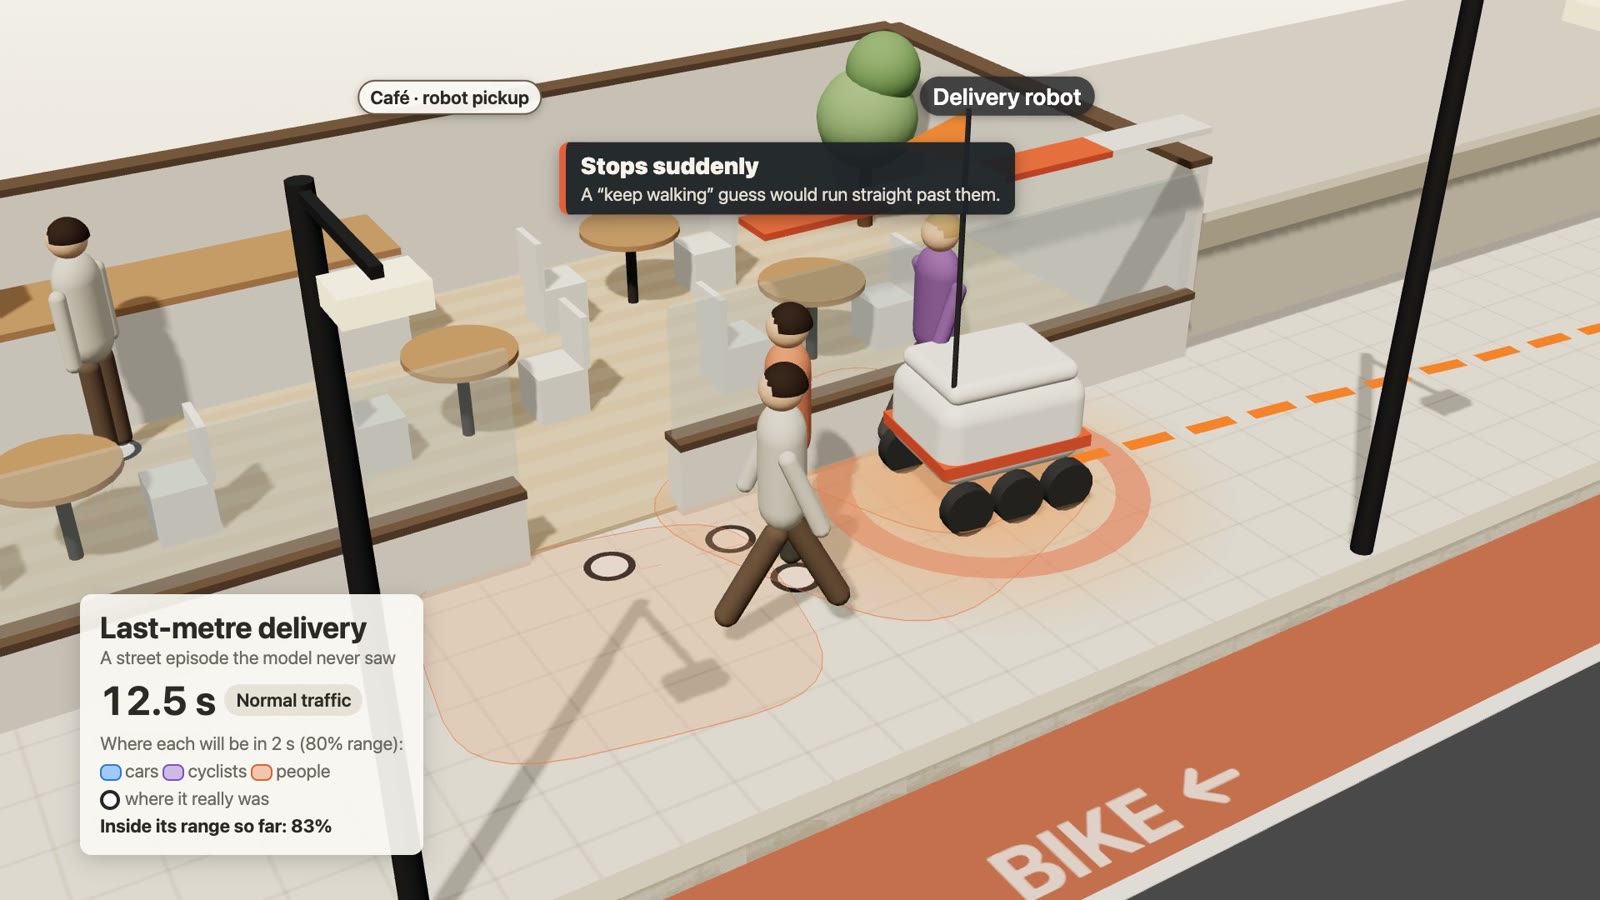 Café · robot pickup
Delivery robot
Stops suddenly
A “keep walking” guess would run straight past them.
Last-metre delivery
A street episode the model never saw
12.5 s Normal traffic
Where each will be in 2 s (80% range):
cars cyclists people
where it really was
Inside its range so far: 83%
BIKE ←